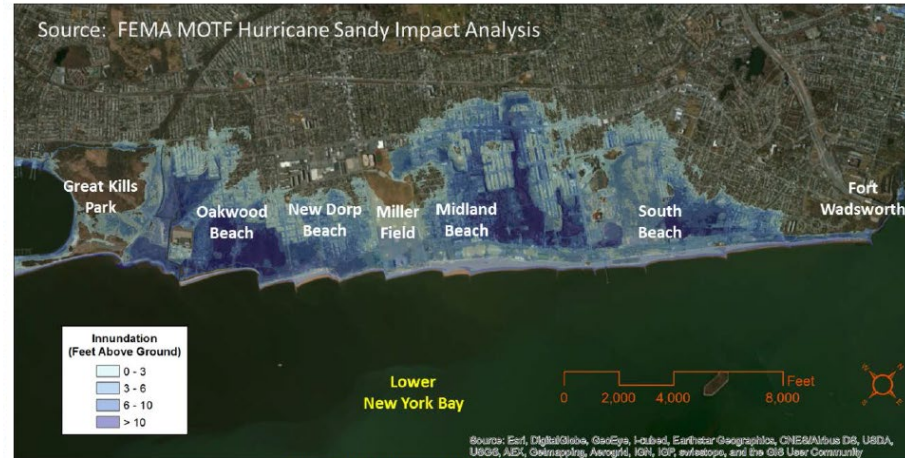 Source: FEMA MOTF Hurricane Sandy Impact Analysis
Great Kills
Park
Oakwood
Beach
New Dorp
Beach
Miller
Field
Midland
Beach
South
Beach
Fort
Wadsworth
Innundation
(Feet Above Ground)
0 - 3
3 - 6
6 - 10
> 10
Lower
New York Bay
Feet
0 2,000 4,000 8,000
Source: Esri, DigitalGlobe, GeoEye, i-cubed, Earthstar Geographics, CNES/Airbus DS, USDA,
USGS, AEX, Getmapping, Aerogrid, IGN, IGP, swisstopo, and the GIS User Community